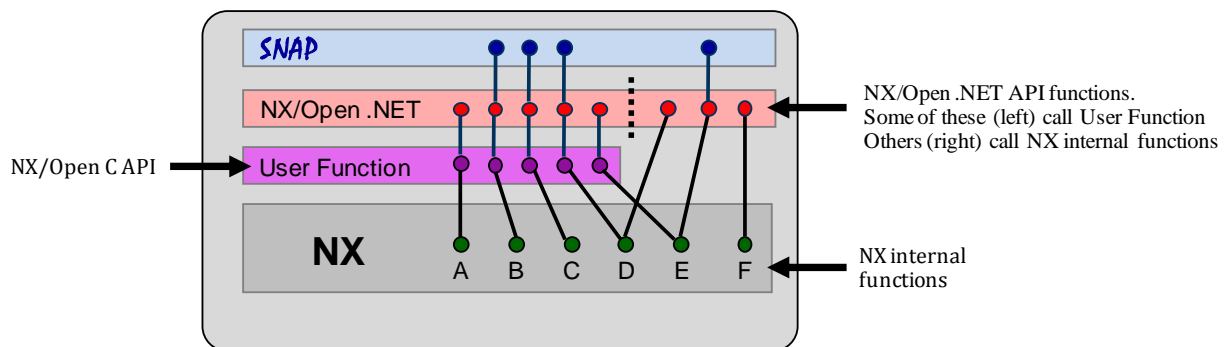 SNAP
NX/Open .NET
NX/Open .NET API functions.
Some of these (left) call User Function
Others (right) call NX internal functions
NX/Open C API
User Function
NX
A B C D E F
NX internal
functions